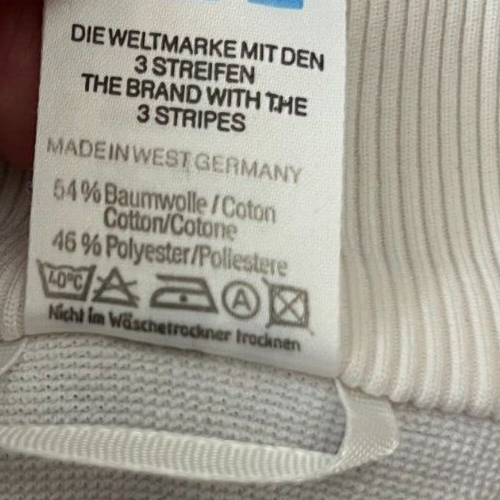 DIE WELTMARKE MIT DEN
3 STREIFEN
THE BRAND WITH THE
3 STRIPES
MADE IN WEST GERMANY
54% Baumwolle / Coton
Cotton/Cotone
46% Polyester/Poliestere
40°C A
Nicht im Wäschetrockner trocknen